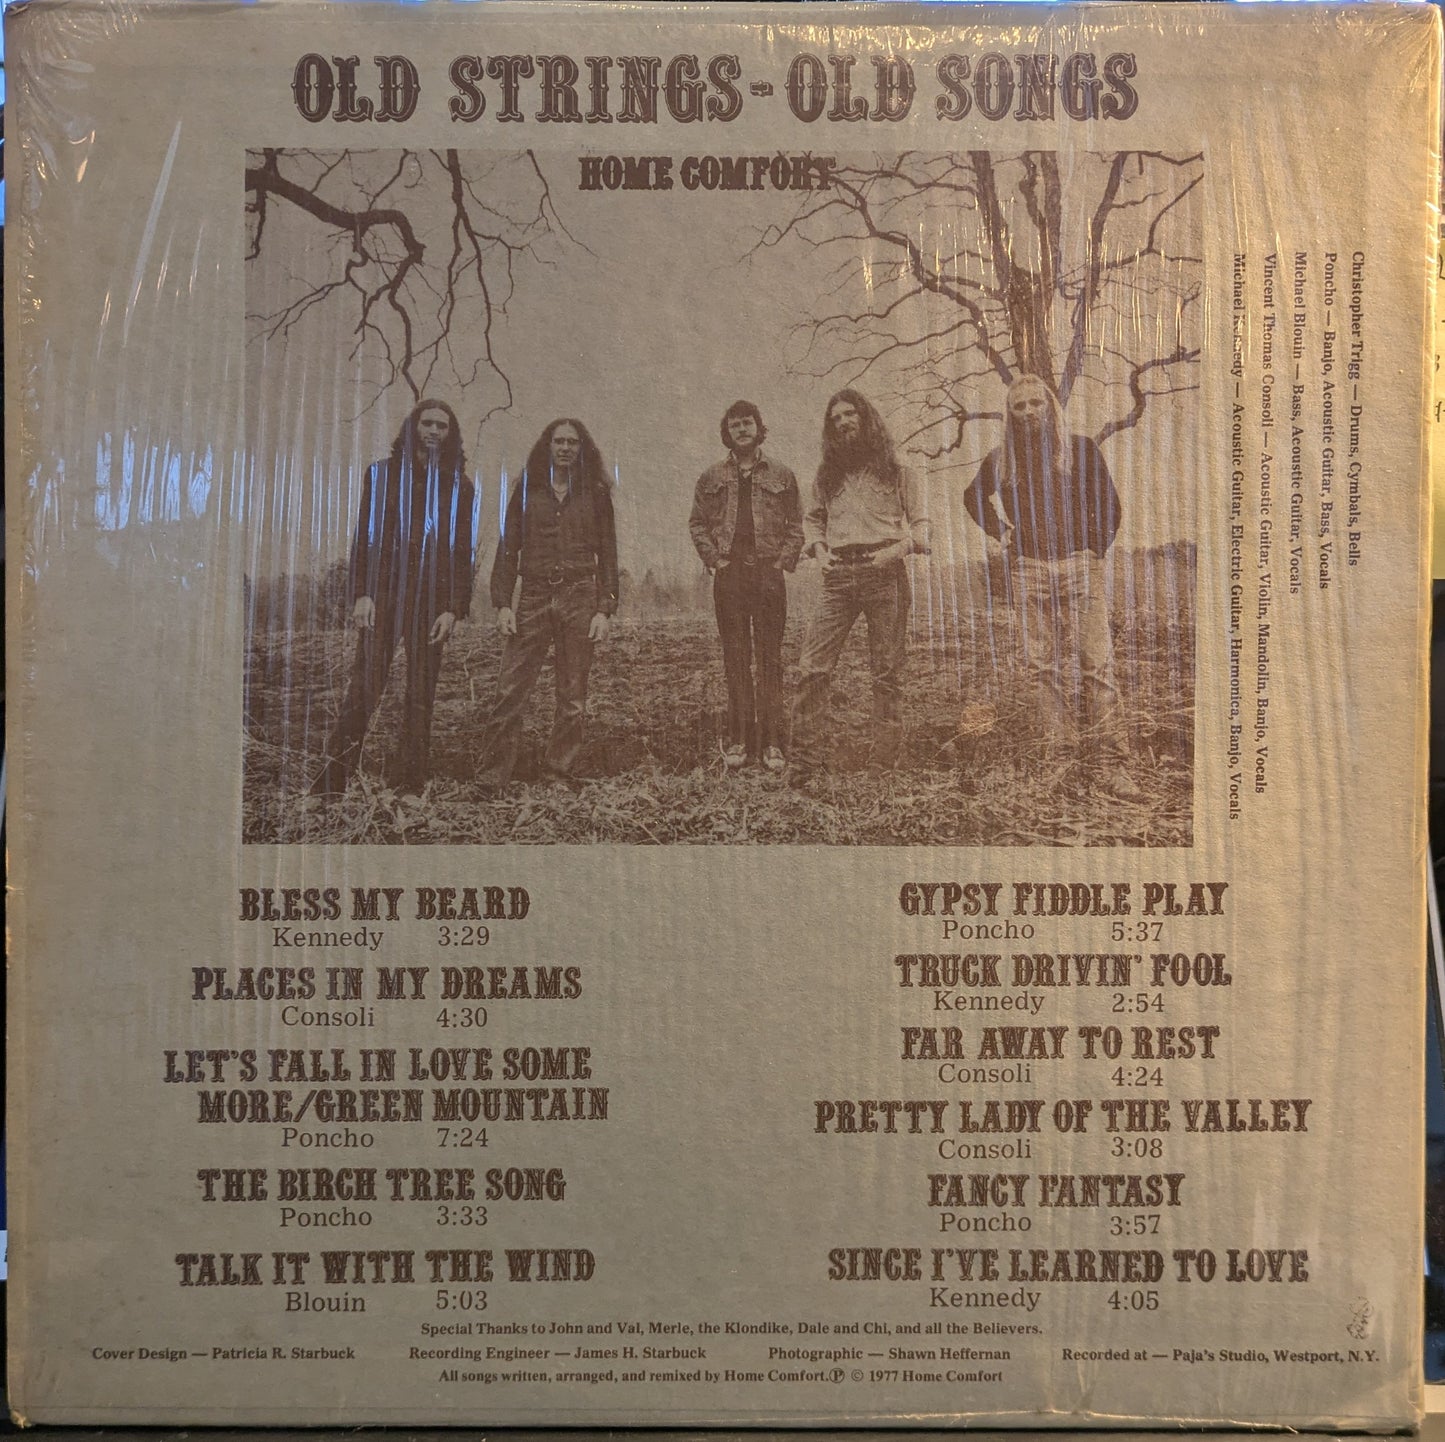 OLD STRINGS - OLD SONGS
HOME COMFORT
Christopher Trigg — Drums, Cymbals, Bells
Poncho — Banjo, Acoustic Guitar, Bass, Vocals
Michael Blouin — Bass, Acoustic Guitar, Vocals
Vincent Thomas Consoli — Acoustic Guitar, Violin, Mandolin, Banjo, Vocals
Michael Kennedy — Acoustic Guitar, Electric Guitar, Harmonica, Banjo, Vocals
BLESS MY BEARD
Kennedy 3:29
PLACES IN MY DREAMS
Consoli 4:30
LET'S FALL IN LOVE SOME
MORE/GREEN MOUNTAIN
Poncho 7:24
THE BIRCH TREE SONG
Poncho 3:33
TALK IT WITH THE WIND
Blouin 5:03
GYPSY FIDDLE PLAY
Poncho 5:37
TRUCK DRIVIN' FOOL
Kennedy 2:54
FAR AWAY TO REST
Consoli 4:24
PRETTY LADY OF THE VALLEY
Consoli 3:08
FANCY FANTASY
Poncho 3:57
SINCE I'VE LEARNED TO LOVE
Kennedy 4:05
Special Thanks to John and Val, Merle, the Klondike, Dale and Chi, and all the Believers.
Cover Design — Patricia R. Starbuck Recording Engineer — James H. Starbuck Photographic — Shawn Heffernan Recorded at — Paja's Studio, Westport, N.Y.
All songs written, arranged, and remixed by Home Comfort. ℗ © 1977 Home Comfort